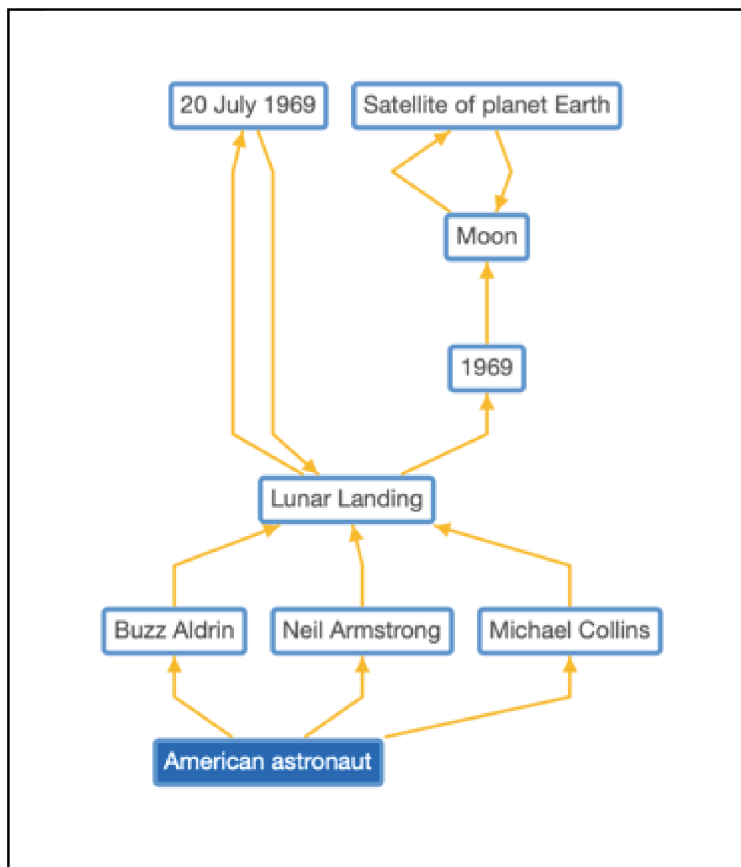 20 July 1969
Satellite of planet Earth
Moon
1969
Lunar Landing
Buzz Aldrin
Neil Armstrong
Michael Collins
American astronaut